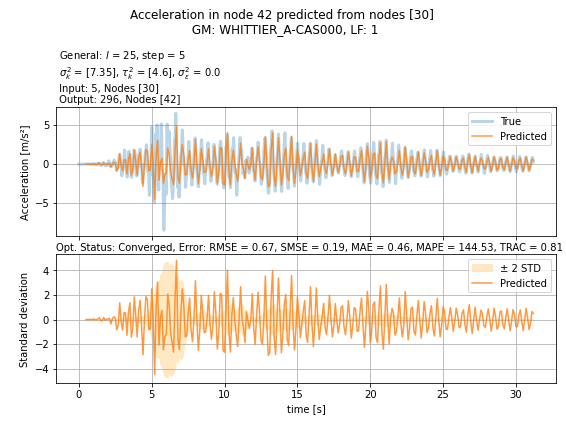 Acceleration in node 42 predicted from nodes [30]
GM: WHITTIER_A-CAS000, LF: 1
General: l = 25, step = 5
σ²ₖ = [7.35], τ²ₖ = [4.6], σ²ε = 0.0
Input: 5, Nodes [30]
Output: 296, Nodes [42]
Acceleration [m/s²]
5
0
−5
True
Predicted
Opt. Status: Converged, Error: RMSE = 0.67, SMSE = 0.19, MAE = 0.46, MAPE = 144.53, TRAC = 0.81
Standard deviation
4
2
0
−2
−4
± 2 STD
Predicted
0 5 10 15 20 25 30
time [s]